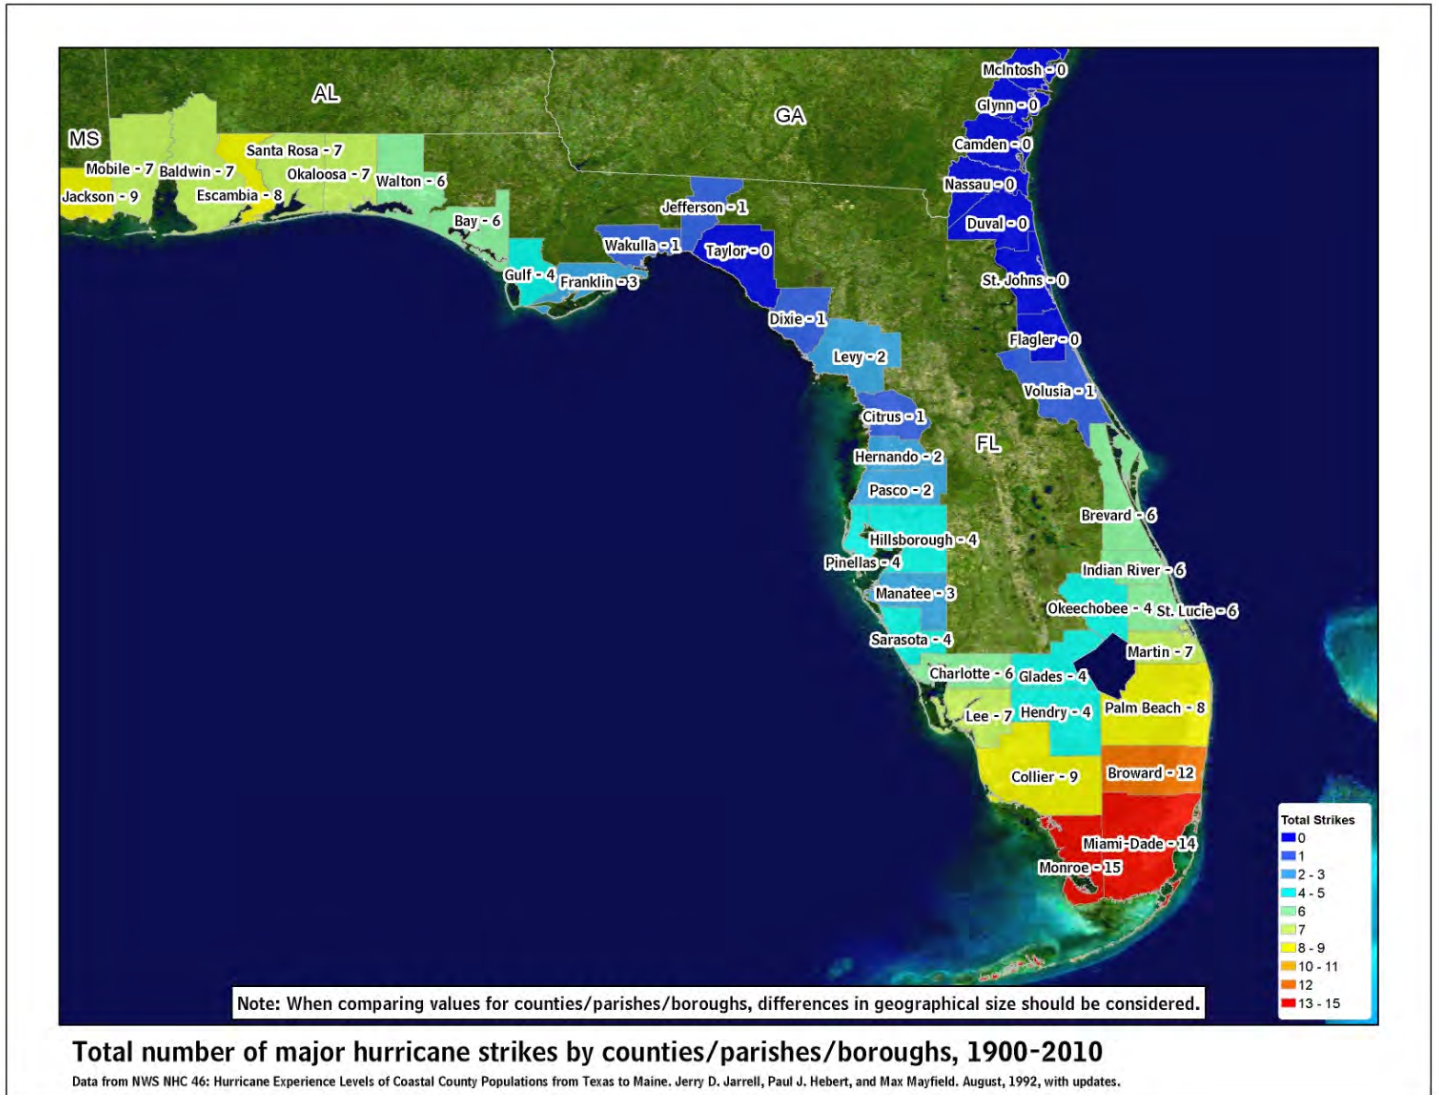 McIntosh - 0
AL
Glynn - 0
GA
MS
Camden - 0
Santa Rosa - 7
Mobile - 7
Baldwin - 7
Okaloosa - 7
Walton - 6
Nassau - 0
Jackson - 9
Escambia - 8
Jefferson - 1
Bay - 6
Duval - 0
Wakulla - 1
Taylor - 0
Gulf - 4
Franklin - 3
St. Johns - 0
Dixie - 1
Flagler - 0
Levy - 2
Volusia - 1
Citrus - 1
FL
Hernando - 2
Pasco - 2
Brevard - 6
Hillsborough - 4
Pinellas - 4
Indian River - 6
Manatee - 3
Okeechobee - 4
St. Lucie - 6
Sarasota - 4
Martin - 7
Charlotte - 6
Glades - 4
Lee - 7
Hendry - 4
Palm Beach - 8
Collier - 9
Broward - 12
Miami-Dade - 14
Monroe - 15
Total Strikes
0
1
2 - 3
4 - 5
6
7
8 - 9
10 - 11
12
13 - 15
Note: When comparing values for counties/parishes/boroughs, differences in geographical size should be considered.
Total number of major hurricane strikes by counties/parishes/boroughs, 1900-2010
Data from NWS NHC 46: Hurricane Experience Levels of Coastal County Populations from Texas to Maine. Jerry D. Jarrell, Paul J. Hebert, and Max Mayfield. August, 1992, with updates.